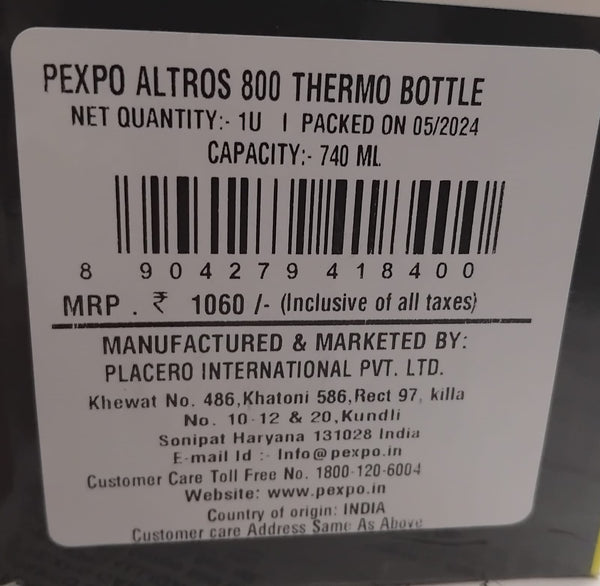 PEXPO ALTROS 800 THERMO BOTTLE
NET QUANTITY:- 1U | PACKED ON 05/2024
CAPACITY:- 740 ML
8 904279 418400
MRP . ₹ 1060 /- (Inclusive of all taxes)
MANUFACTURED & MARKETED BY:
PLACERO INTERNATIONAL PVT. LTD.
Khewat No. 486,Khatoni 586,Rect 97, killa
No. 10-12 & 20,Kundli
Sonipat Haryana 131028 India
E-mail Id :- Info@pexpo.in
Customer Care Toll Free No. 1800-120-6004
Website: www.pexpo.in
Country of origin: INDIA
Customer care Address Same As Above